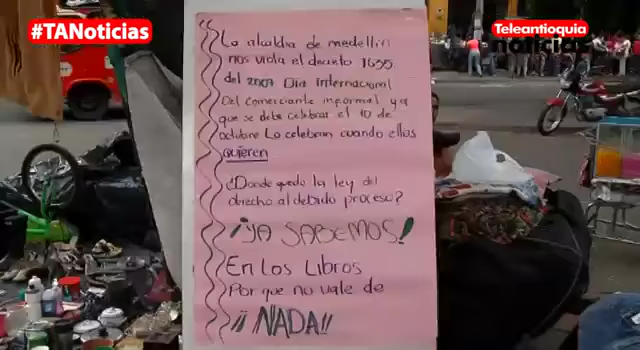 #TANoticias
Teleantioquia
noticias
La alcaldia de medellin
nos viola el decreto 1655
del 2007 Dia internacional
Del comerciante informal y a
que se debe celebrar el 10 de
octubre Lo celebran cuando ellos
quieren
¿Donde quedo la ley del
derecho al debido proceso?
¡YA SABEMOS!
En Los Libros
Por que no vale de
¡¡NADA!!